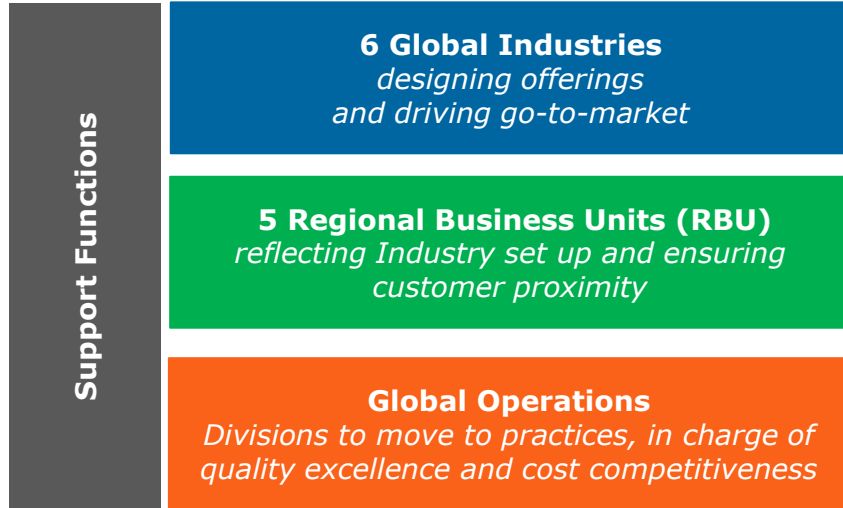 Support Functions
6 Global Industries
designing offerings
and driving go-to-market
5 Regional Business Units (RBU)
reflecting Industry set up and ensuring
customer proximity
Global Operations
Divisions to move to practices, in charge of
quality excellence and cost competitiveness